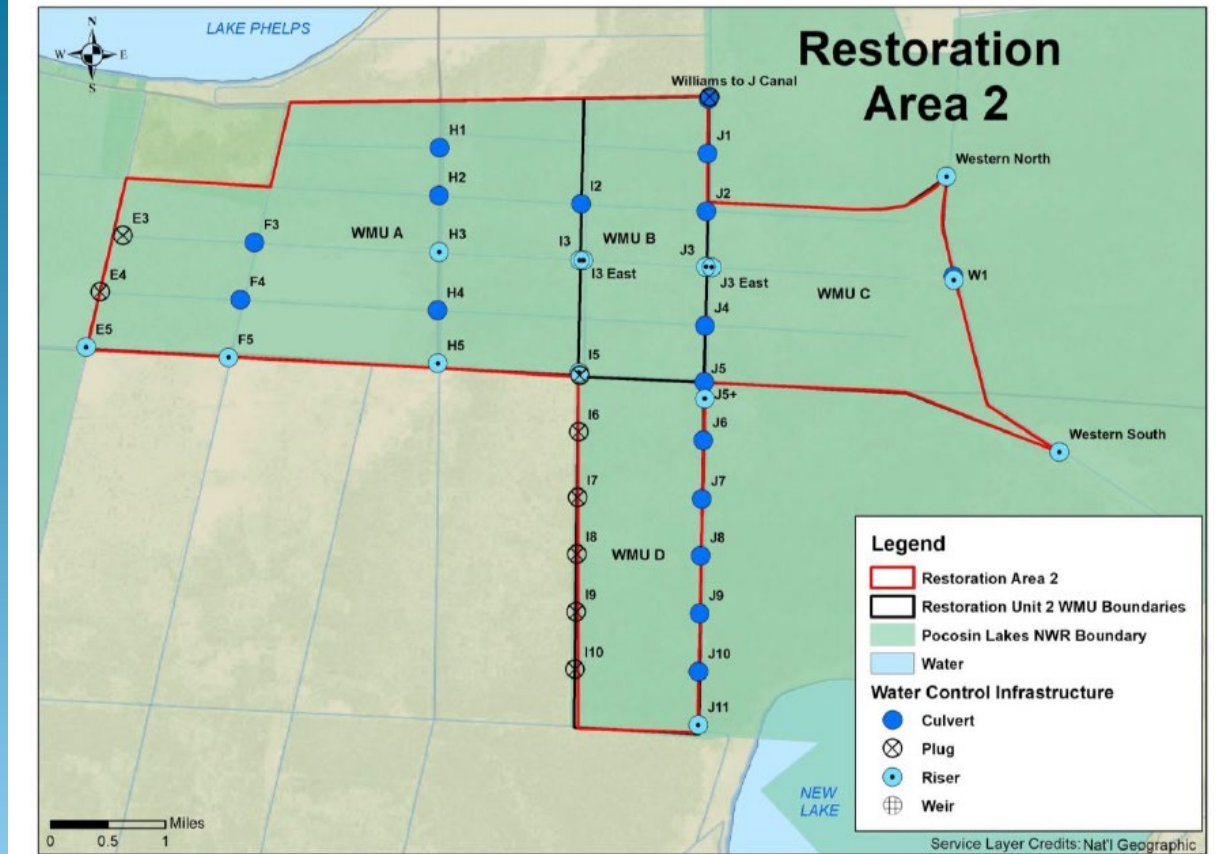 LAKE PHELPS
N
W E
S
Restoration
Area 2
Williams to J Canal
H1
J1
Western North
H2
I2
J2
E3
F3
WMU A
H3
I3
WMU B
J3
I3 East
J3 East
W1
E4
F4
H4
J4
WMU C
E5
F5
H5
I5
J5
J5+
I6
J6
Western South
I7
J7
I8
WMU D
J8
I9
J9
I10
J10
J11
NEW
LAKE
Legend
Restoration Area 2
Restoration Unit 2 WMU Boundaries
Pocosin Lakes NWR Boundary
Water
Water Control Infrastructure
Culvert
Plug
Riser
Weir
Miles
0 0.5 1
Service Layer Credits: Nat'l Geographic